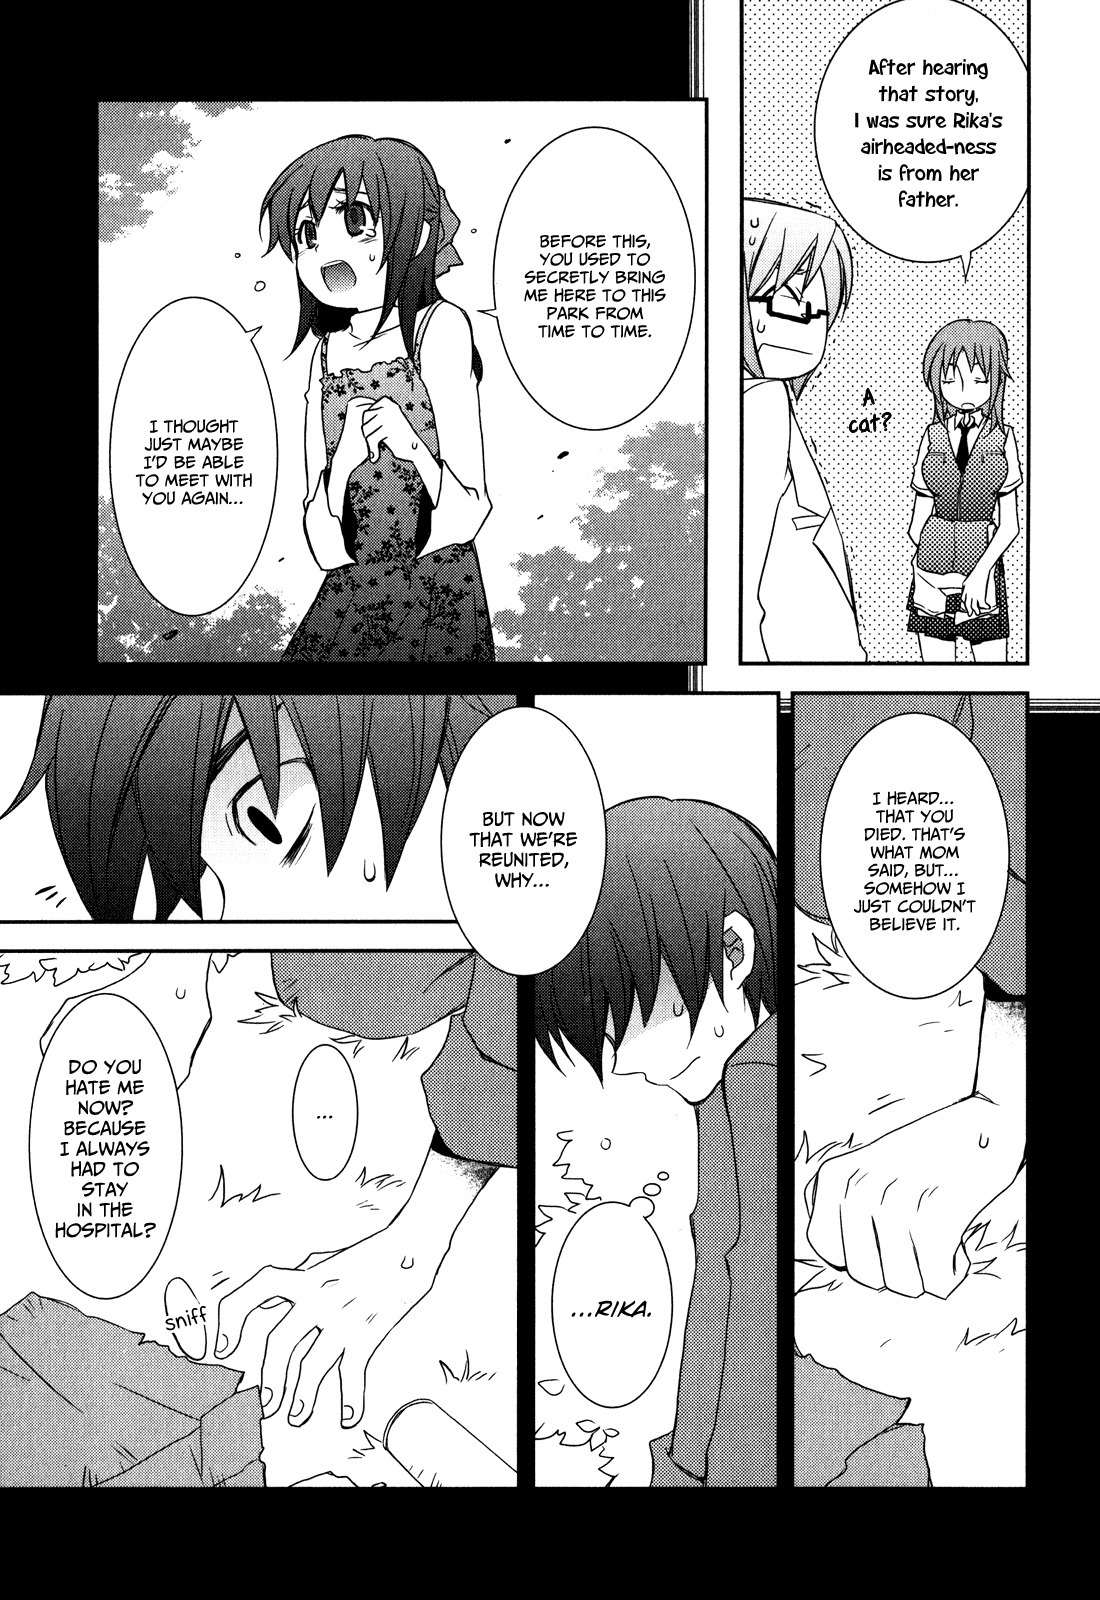 After hearing
that story,
I was sure Rika's
airheaded-ness
is from her
father.
A
cat?
BEFORE THIS,
YOU USED TO
SECRETLY BRING
ME HERE TO THIS
PARK FROM
TIME TO TIME.
I THOUGHT
JUST MAYBE
I'D BE ABLE
TO MEET WITH
YOU AGAIN...
I HEARD...
THAT YOU
DIED. THAT'S
WHAT MOM
SAID, BUT...
SOMEHOW I
JUST COULDN'T
BELIEVE IT.
BUT NOW
THAT WE'RE
REUNITED,
WHY...
...RIKA.
...
DO YOU
HATE ME
NOW?
BECAUSE
I ALWAYS
HAD TO
STAY
IN THE
HOSPITAL?
sniff